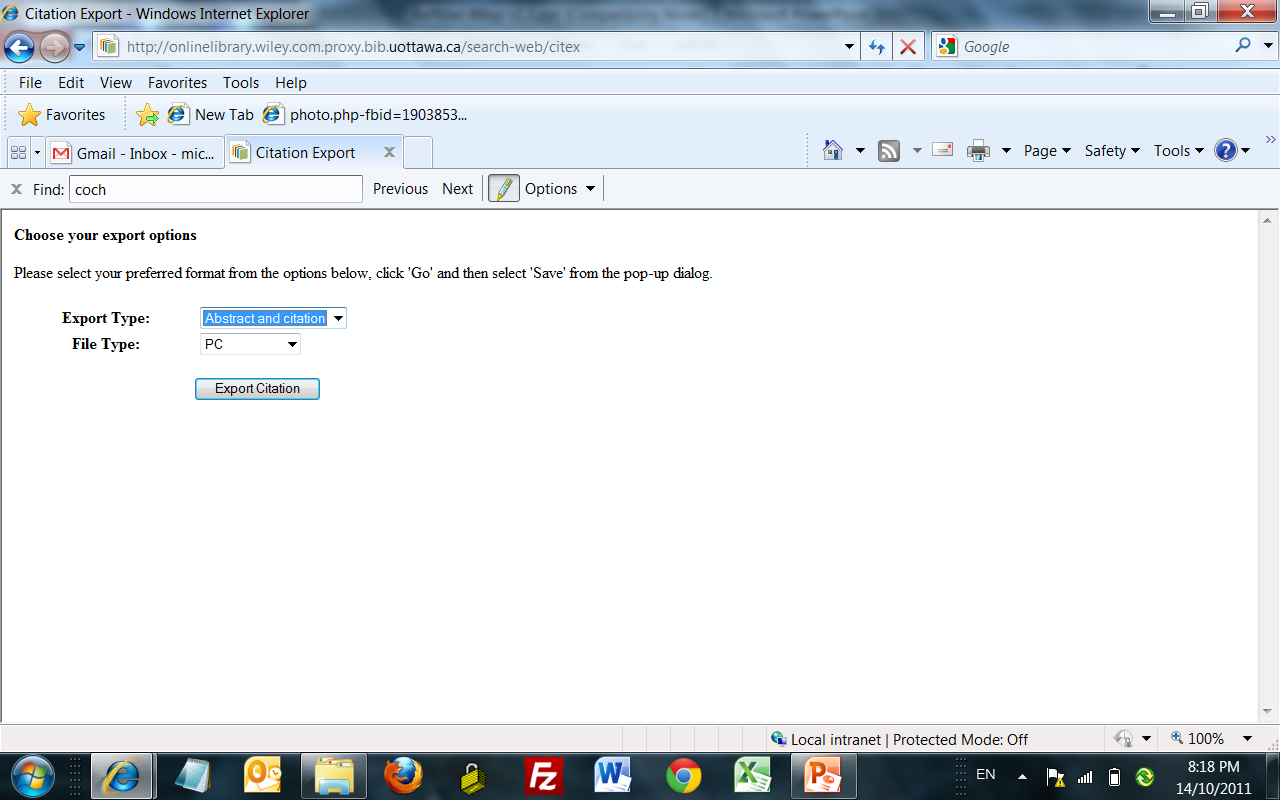 Citation Export - Windows Internet Explorer
http://onlinelibrary.wiley.com.proxy.bib.uottawa.ca/search-web/citex
Google
File Edit View Favorites Tools Help
Favorites New Tab photo.php-fbid=1903853...
Gmail - Inbox - mic... Citation Export Page Safety Tools
Find: coch Previous Next Options
Choose your export options
Please select your preferred format from the options below, click 'Go' and then select 'Save' from the pop-up dialog.
Export Type: Abstract and citation
File Type: PC
Export Citation
Local intranet | Protected Mode: Off 100%
EN 8:18 PM
14/10/2011